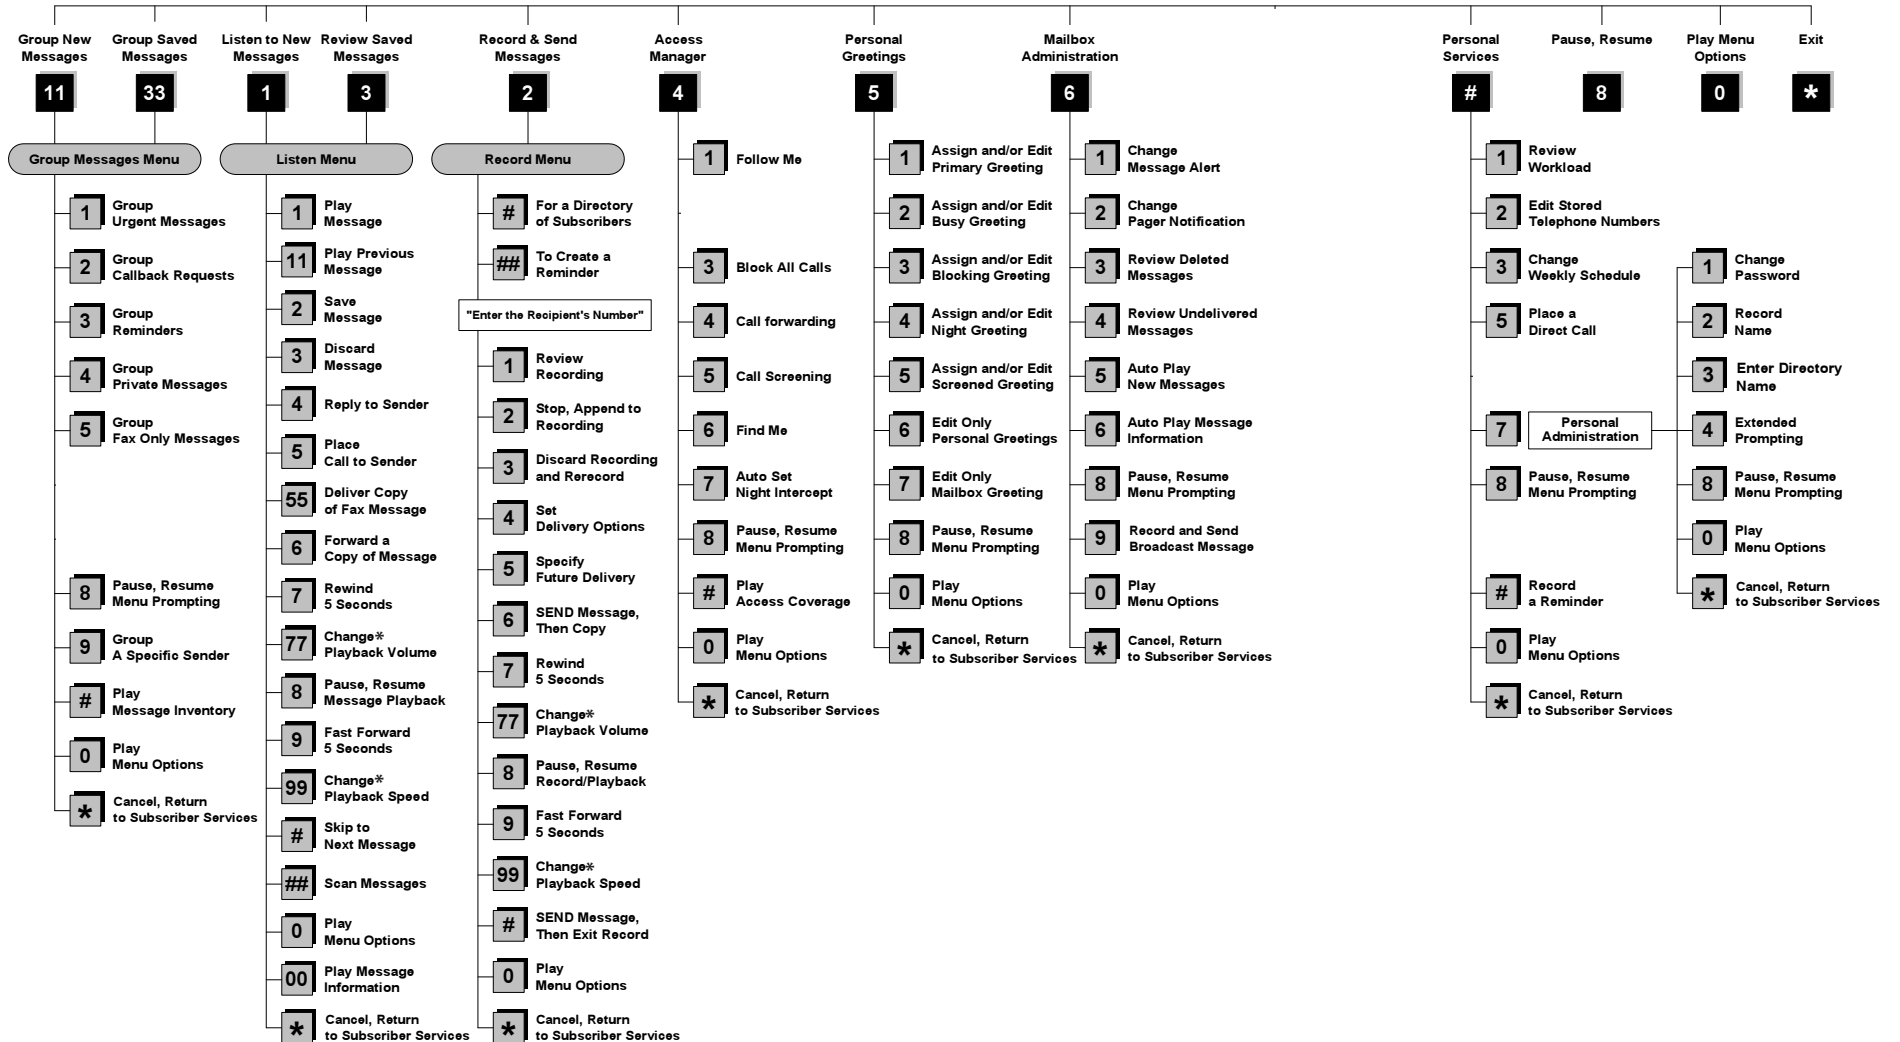 Group New
Messages
11
Group Saved
Messages
33
Listen to New
Messages
1
Review Saved
Messages
3
Record & Send
Messages
2
Access
Manager
4
Personal
Greetings
5
Mailbox
Administration
6
Personal
Services
#
Pause, Resume
8
Play Menu
Options
0
Exit
*
Group Messages Menu
1
Group
Urgent Messages
2
Group
Callback Requests
3
Group
Reminders
4
Group
Private Messages
5
Group
Fax Only Messages
8
Pause, Resume
Menu Prompting
9
Group
A Specific Sender
#
Play
Message Inventory
0
Play
Menu Options
*
Cancel, Return
to Subscriber Services
Listen Menu
1
Play
Message
11
Play Previous
Message
2
Save
Message
3
Discard
Message
4
Reply to Sender
5
Place
Call to Sender
55
Deliver Copy
of Fax Message
6
Forward a
Copy of Message
7
Rewind
5 Seconds
77
Change*
Playback Volume
8
Pause, Resume
Message Playback
9
Fast Forward
5 Seconds
99
Change*
Playback Speed
#
Skip to
Next Message
##
Scan Messages
0
Play
Menu Options
00
Play Message
Information
*
Cancel, Return
to Subscriber Services
Record Menu
#
For a Directory
of Subscribers
##
To Create a
Reminder
"Enter the Recipient's Number"
1
Review
Recording
2
Stop, Append to
Recording
3
Discard Recording
and Rerecord
4
Set
Delivery Options
5
Specify
Future Delivery
6
SEND Message,
Then Copy
7
Rewind
5 Seconds
77
Change*
Playback Volume
8
Pause, Resume
Record/Playback
9
Fast Forward
5 Seconds
99
Change*
Playback Speed
#
SEND Message,
Then Exit Record
0
Play
Menu Options
*
Cancel, Return
to Subscriber Services
1
Follow Me
3
Block All Calls
4
Call forwarding
5
Call Screening
6
Find Me
7
Auto Set
Night Intercept
8
Pause, Resume
Menu Prompting
#
Play
Access Coverage
0
Play
Menu Options
*
Cancel, Return
to Subscriber Services
1
Assign and/or Edit
Primary Greeting
2
Assign and/or Edit
Busy Greeting
3
Assign and/or Edit
Blocking Greeting
4
Assign and/or Edit
Night Greeting
5
Assign and/or Edit
Screened Greeting
6
Edit Only
Personal Greetings
7
Edit Only
Mailbox Greeting
8
Pause, Resume
Menu Prompting
0
Play
Menu Options
*
Cancel, Return
to Subscriber Services
1
Change
Message Alert
2
Change
Pager Notification
3
Review Deleted
Messages
4
Review Undelivered
Messages
5
Auto Play
New Messages
6
Auto Play Message
Information
8
Pause, Resume
Menu Prompting
9
Record and Send
Broadcast Message
0
Play
Menu Options
*
Cancel, Return
to Subscriber Services
1
Review
Workload
2
Edit Stored
Telephone Numbers
3
Change
Weekly Schedule
5
Place a
Direct Call
7
Personal
Administration
8
Pause, Resume
Menu Prompting
#
Record
a Reminder
0
Play
Menu Options
*
Cancel, Return
to Subscriber Services
1
Change
Password
2
Record
Name
3
Enter Directory
Name
4
Extended
Prompting
8
Pause, Resume
Menu Prompting
0
Play
Menu Options
*
Cancel, Return
to Subscriber Services